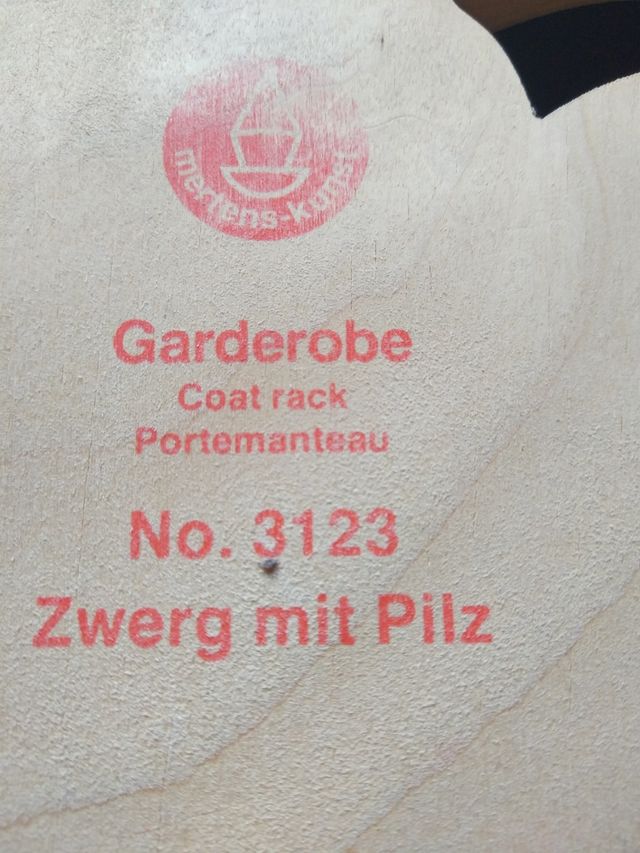 mertens-kunst
Garderobe
Coat rack
Portemanteau
No. 3123
Zwerg mit Pilz